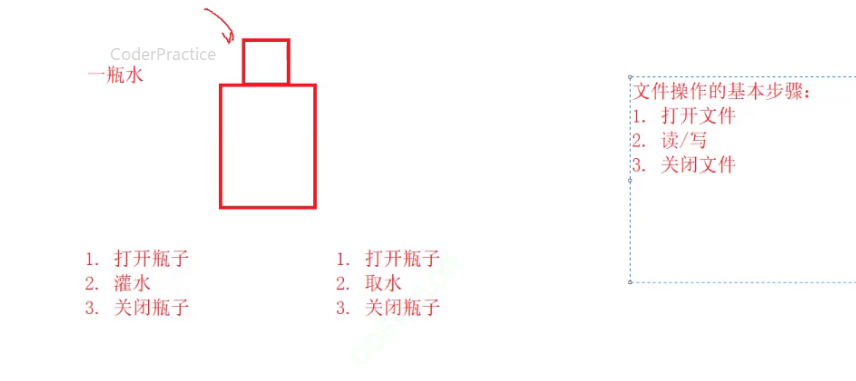 CoderPractice
一瓶水
1. 打开瓶子
2. 灌水
3. 关闭瓶子
1. 打开瓶子
2. 取水
3. 关闭瓶子
文件操作的基本步骤：
1. 打开文件
2. 读/写
3. 关闭文件